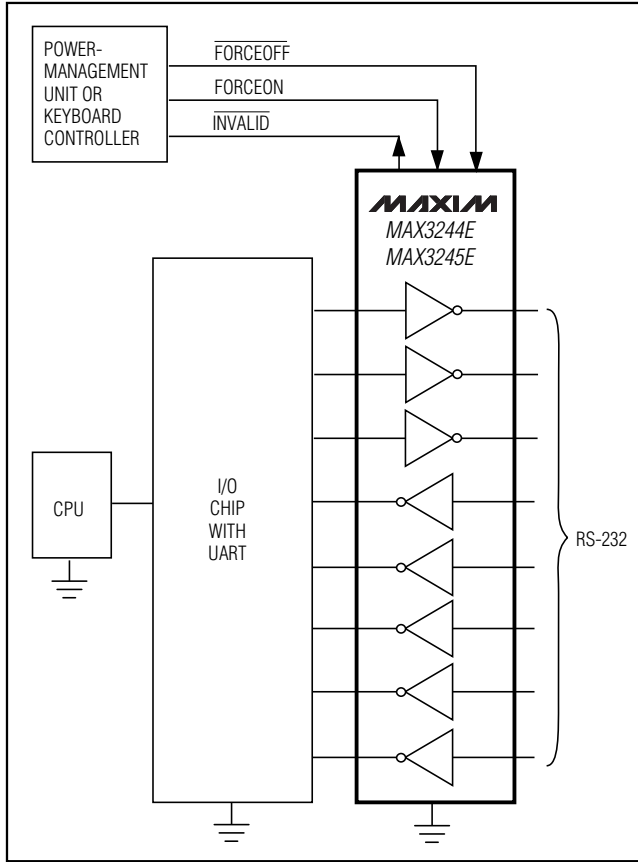 POWER-
MANAGEMENT
UNIT OR
KEYBOARD
CONTROLLER
FORCEOFF
FORCEON
INVALID
MAXIM
MAX3244E
MAX3245E
CPU
I/O
CHIP
WITH
UART
RS-232